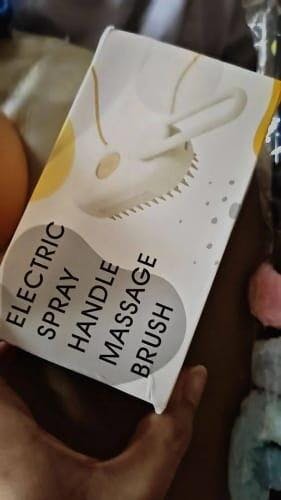 ELECTRIC
SPRAY
HANDLE
MASSAGE
BRUSH